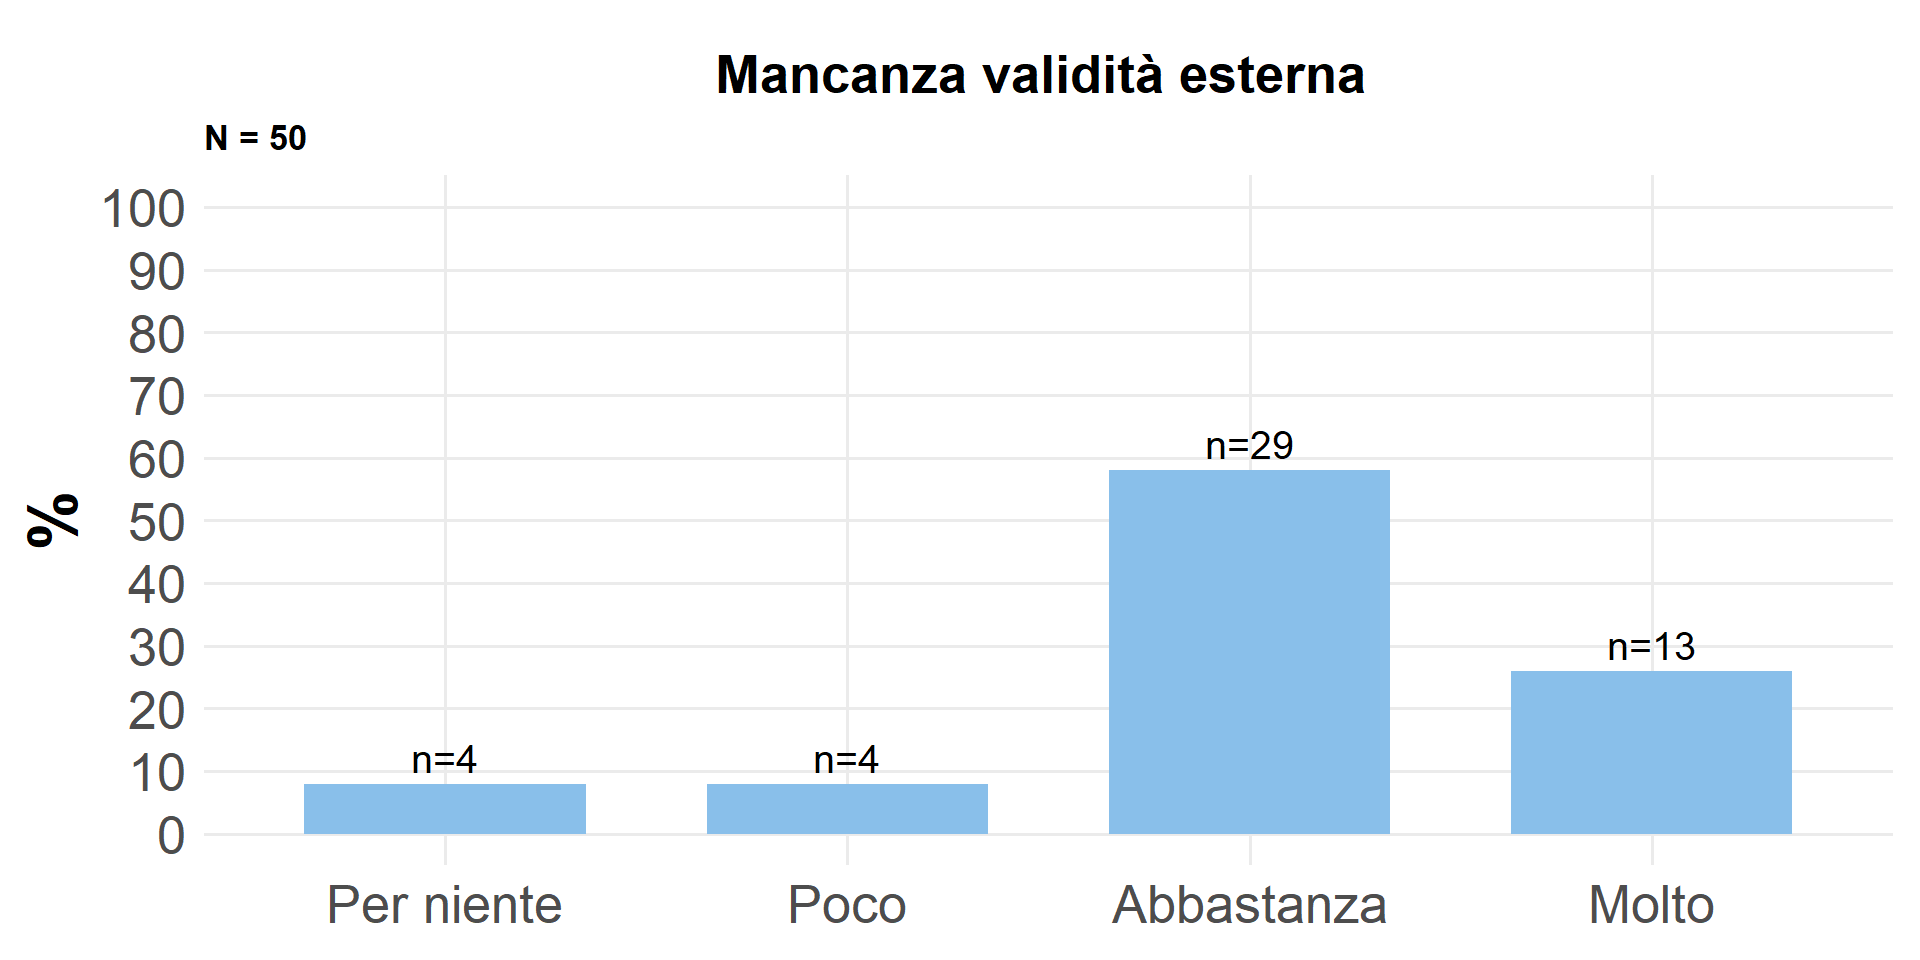 Mancanza validità esterna
N = 50
100
90
80
70
60
50
40
30
20
10
0
%
n=4
n=4
n=29
n=13
Per niente
Poco
Abbastanza
Molto